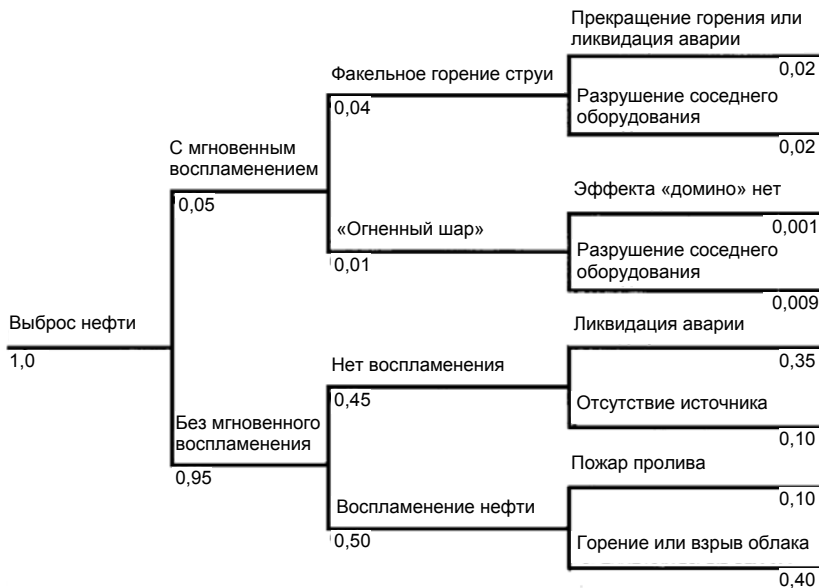 Прекращение горения или
ликвидация аварии
0,02
Факельное горение струи
0,04
Разрушение соседнего
оборудования
0,02
С мгновенным
воспламенением
0,05
Эффекта «домино» нет
0,001
«Огненный шар»
0,01
Разрушение соседнего
оборудования
0,009
Выброс нефти
1,0
Ликвидация аварии
0,35
Нет воспламенения
0,45
Отсутствие источника
0,10
Без мгновенного
воспламенения
0,95
Пожар пролива
0,10
Воспламенение нефти
0,50
Горение или взрыв облака
0,40